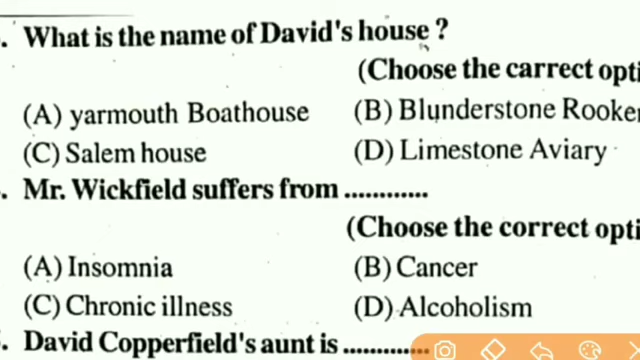 . What is the name of David's house ?
(Choose the carrect opti
(A) yarmouth Boathouse (B) Blunderstone Rooke
(C) Salem house (D) Limestone Aviary
. Mr. Wickfield suffers from ............
(Choose the correct opti
(A) Insomnia (B) Cancer
(C) Chronic illness (D) Alcoholism
. David Copperfield's aunt is .............